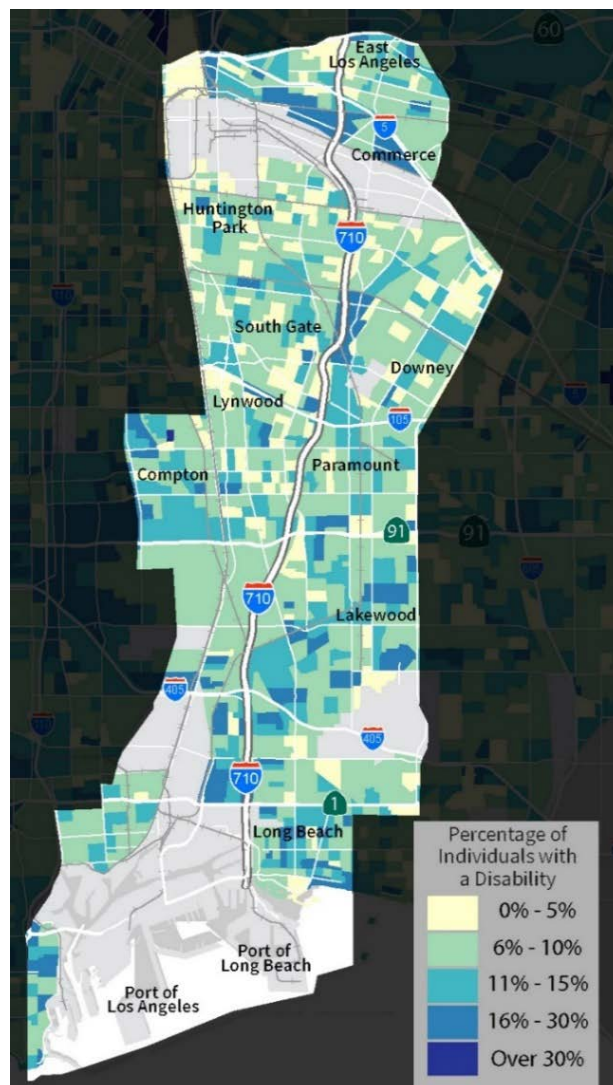 60
East
Los Angeles
5
Commerce
Huntington
Park
710
110
South Gate
Downey
Lynwood
105
Compton
Paramount
91
91
710
Lakewood
405
405
710
1
Long Beach
Percentage of
Individuals with
a Disability
0% - 5%
6% - 10%
11% - 15%
16% - 30%
Over 30%
Port of
Long Beach
Port of
Los Angeles